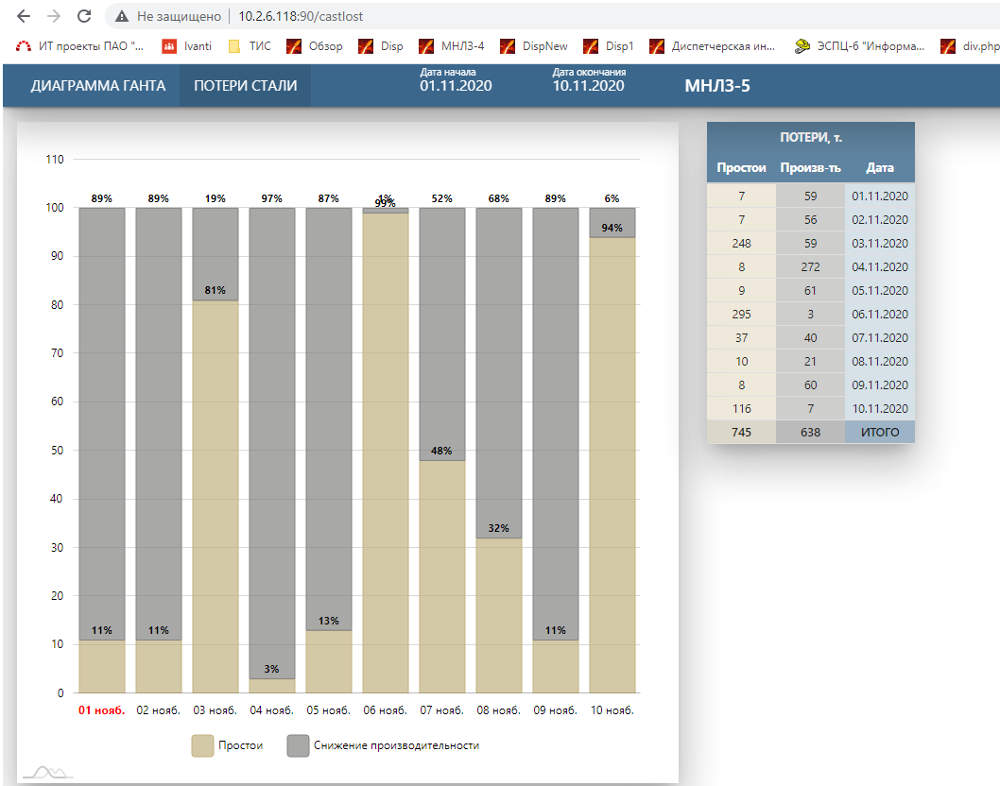 Не защищено 10.2.6.118:90/castlost
ИТ проекты ПАО "... Ivanti ТИС Обзор Disp МНЛЗ-4 DispNew Disp1 Диспетчерская ин... ЭСПЦ-6 "Информа... div.php
ДИАГРАММА ГАНТА ПОТЕРИ СТАЛИ Дата начала Дата окончания МНЛЗ-5
01.11.2020 10.11.2020
110
89% 89% 19% 97% 87% 1% 52% 68% 89% 6%
100
99%
94%
90
81%
80
70
60
50
48%
40
32%
30
20
13%
11% 11% 11%
10
3%
0
01 нояб. 02 нояб. 03 нояб. 04 нояб. 05 нояб. 06 нояб. 07 нояб. 08 нояб. 09 нояб. 10 нояб.
Простои Снижение производительности
ПОТЕРИ, т.
Простои Произв-ть Дата
7 59 01.11.2020
7 56 02.11.2020
248 59 03.11.2020
8 272 04.11.2020
9 61 05.11.2020
295 3 06.11.2020
37 40 07.11.2020
10 21 08.11.2020
8 60 09.11.2020
116 7 10.11.2020
745 638 ИТОГО